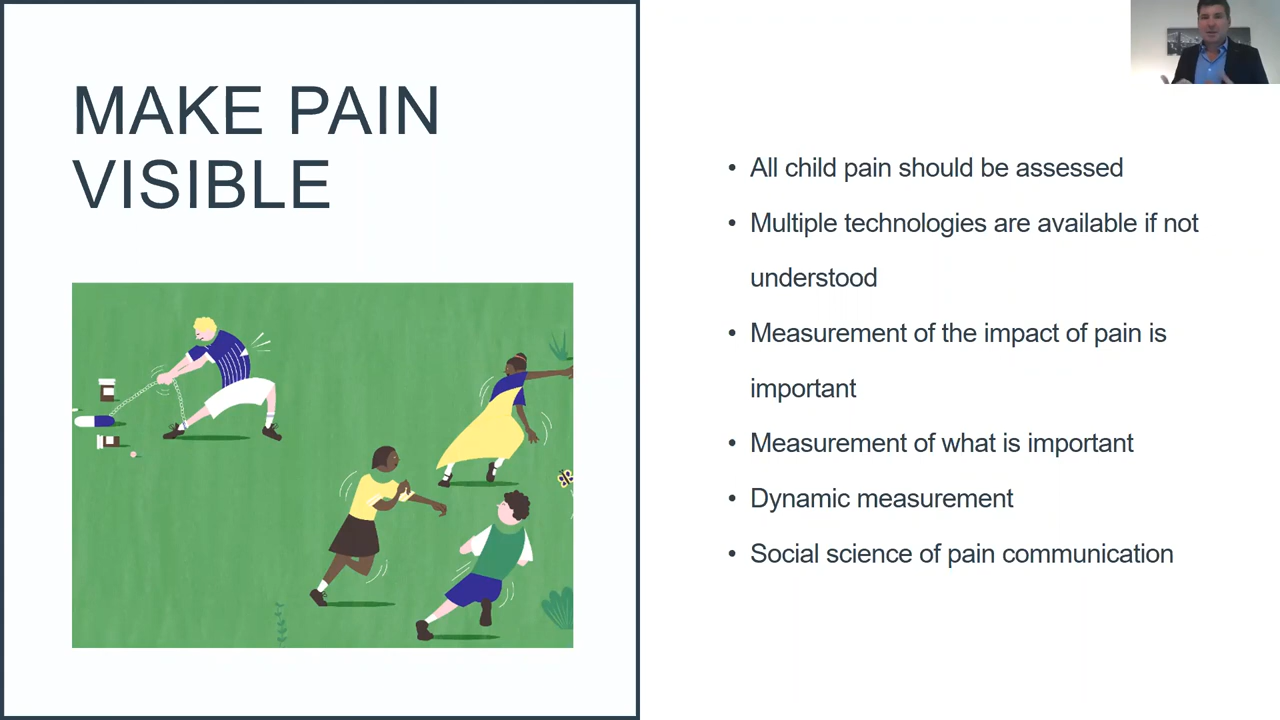 MAKE PAIN
VISIBLE
• All child pain should be assessed
• Multiple technologies are available if not
understood
• Measurement of the impact of pain is
important
• Measurement of what is important
• Dynamic measurement
• Social science of pain communication